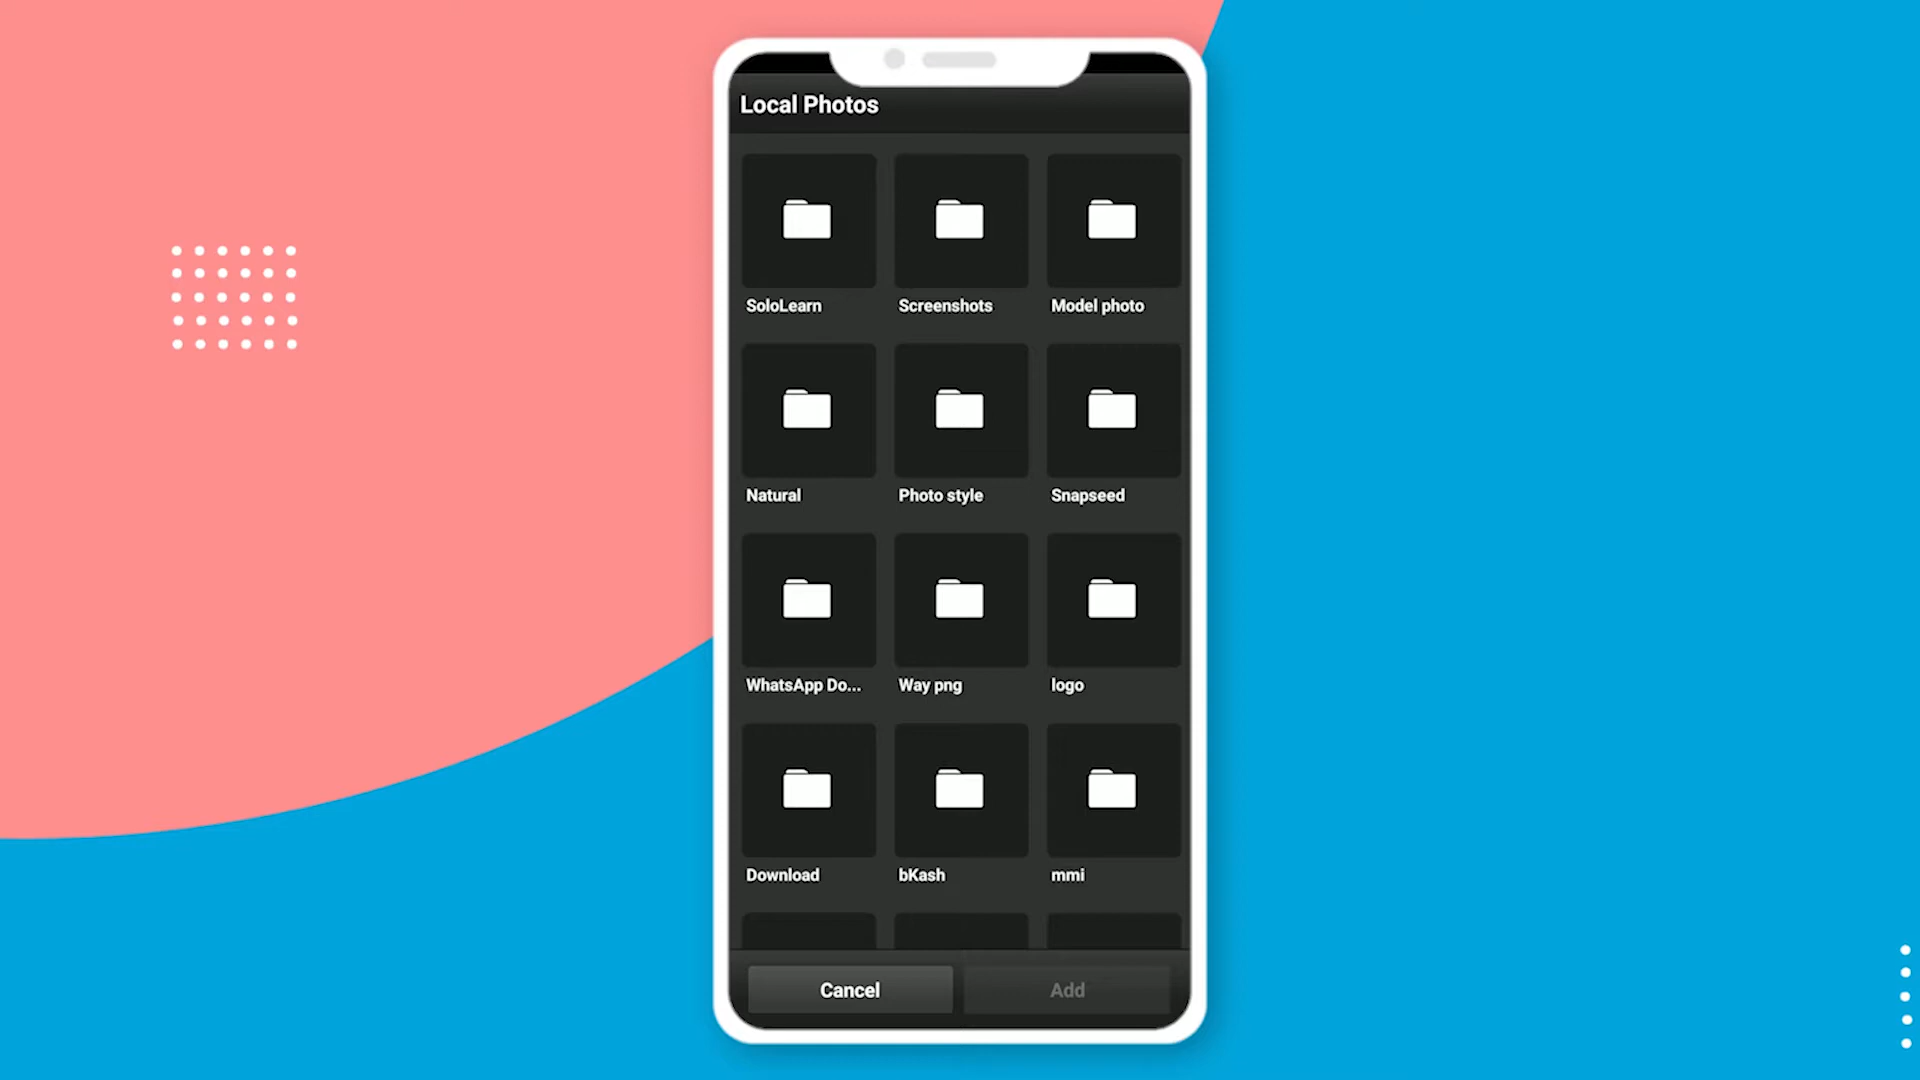 Local Photos
SoloLearn Screenshots Model photo
Natural Photo style Snapseed
WhatsApp Do... Way png logo
Download bKash mmi
Cancel Add